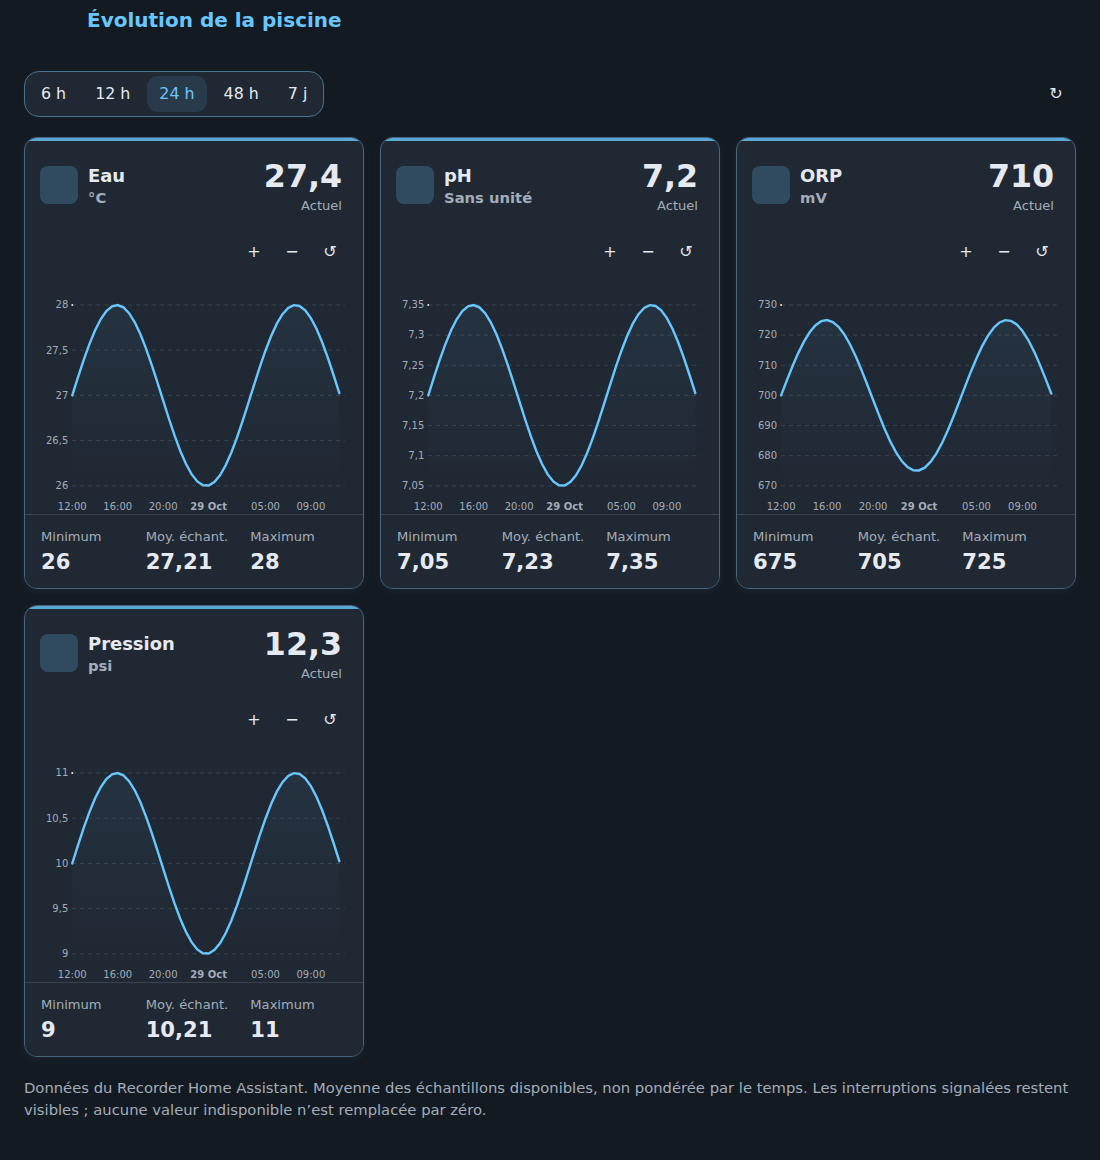 Évolution de la piscine
6 h 12 h 24 h 48 h 7 j ↻
Eau
°C
27,4
Actuel
+ − ↺
28
27,5
27
26,5
26
12:00 16:00 20:00 29 Oct 05:00 09:00
Minimum Moy. échant. Maximum
26 27,21 28
pH
Sans unité
7,2
Actuel
+ − ↺
7,35
7,3
7,25
7,2
7,15
7,1
7,05
12:00 16:00 20:00 29 Oct 05:00 09:00
Minimum Moy. échant. Maximum
7,05 7,23 7,35
ORP
mV
710
Actuel
+ − ↺
730
720
710
700
690
680
670
12:00 16:00 20:00 29 Oct 05:00 09:00
Minimum Moy. échant. Maximum
675 705 725
Pression
psi
12,3
Actuel
+ − ↺
11
10,5
10
9,5
9
12:00 16:00 20:00 29 Oct 05:00 09:00
Minimum Moy. échant. Maximum
9 10,21 11
Données du Recorder Home Assistant. Moyenne des échantillons disponibles, non pondérée par le temps. Les interruptions signalées restent
visibles ; aucune valeur indisponible n’est remplacée par zéro.